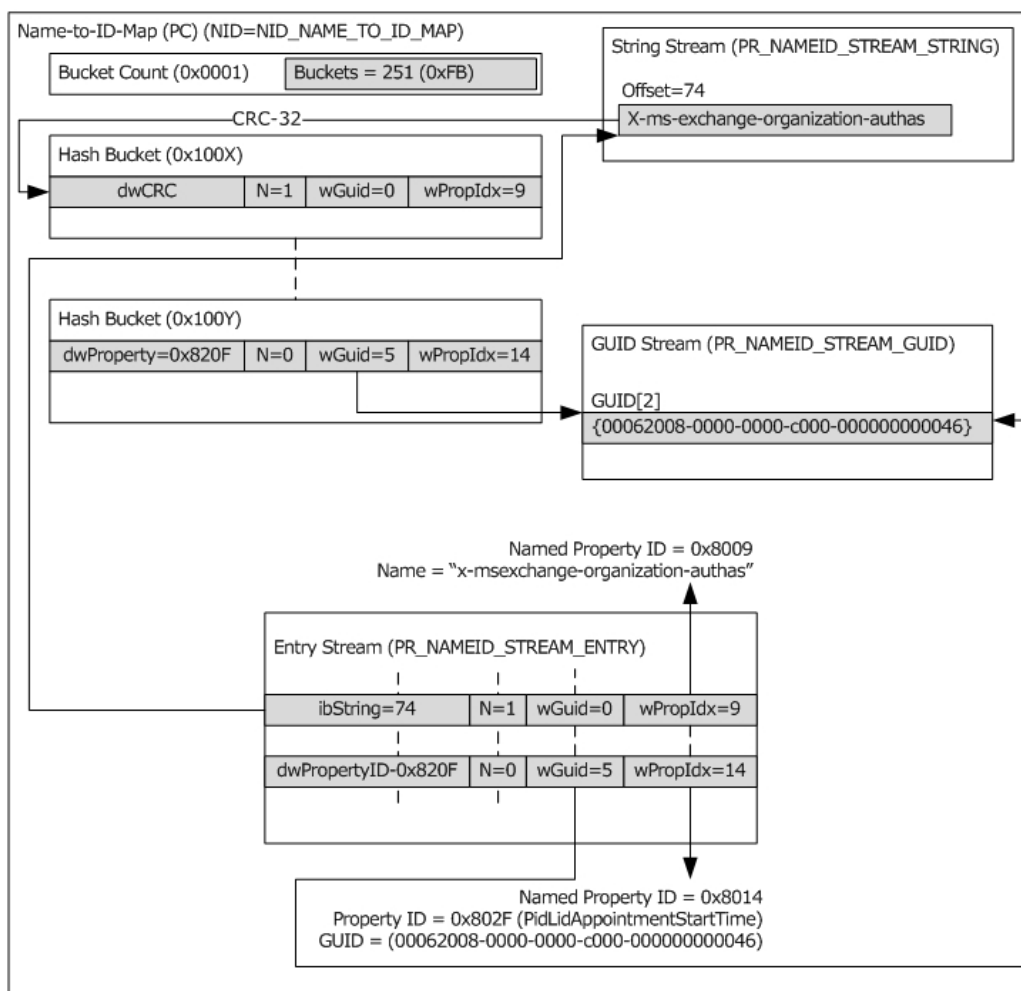 Name-to-ID-Map (PC) (NID=NID_NAME_TO_ID_MAP)
Bucket Count (0x0001)
Buckets = 251 (0xFB)
String Stream (PR_NAMEID_STREAM_STRING)
Offset=74
X-ms-exchange-organization-authas
CRC-32
Hash Bucket (0x100X)
dwCRC
N=1
wGuid=0
wPropIdx=9
Hash Bucket (0x100Y)
dwProperty=0x820F
N=0
wGuid=5
wPropIdx=14
GUID Stream (PR_NAMEID_STREAM_GUID)
GUID[2]
{00062008-0000-0000-c000-000000000046}
Named Property ID = 0x8009
Name = “x-msexchange-organization-authas”
Entry Stream (PR_NAMEID_STREAM_ENTRY)
ibString=74
N=1
wGuid=0
wPropIdx=9
dwPropertyID-0x820F
N=0
wGuid=5
wPropIdx=14
Named Property ID = 0x8014
Property ID = 0x802F (PidLidAppointmentStartTime)
GUID = (00062008-0000-0000-c000-000000000046)